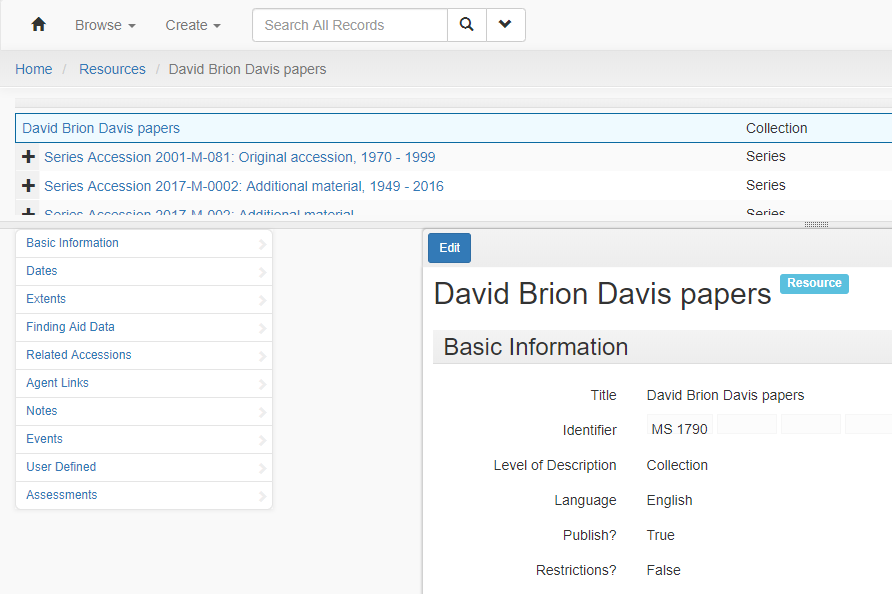 Browse Create Search All Records
Home / Resources / David Brion Davis papers
David Brion Davis papers Collection
Series Accession 2001-M-081: Original accession, 1970 - 1999 Series
Series Accession 2017-M-0002: Additional material, 1949 - 2016 Series
Series Accession 2017-M-002: Additional material Series
Basic Information
Dates
Extents
Finding Aid Data
Related Accessions
Agent Links
Notes
Events
User Defined
Assessments
Edit
David Brion Davis papers Resource
Basic Information
Title David Brion Davis papers
Identifier MS 1790
Level of Description Collection
Language English
Publish? True
Restrictions? False